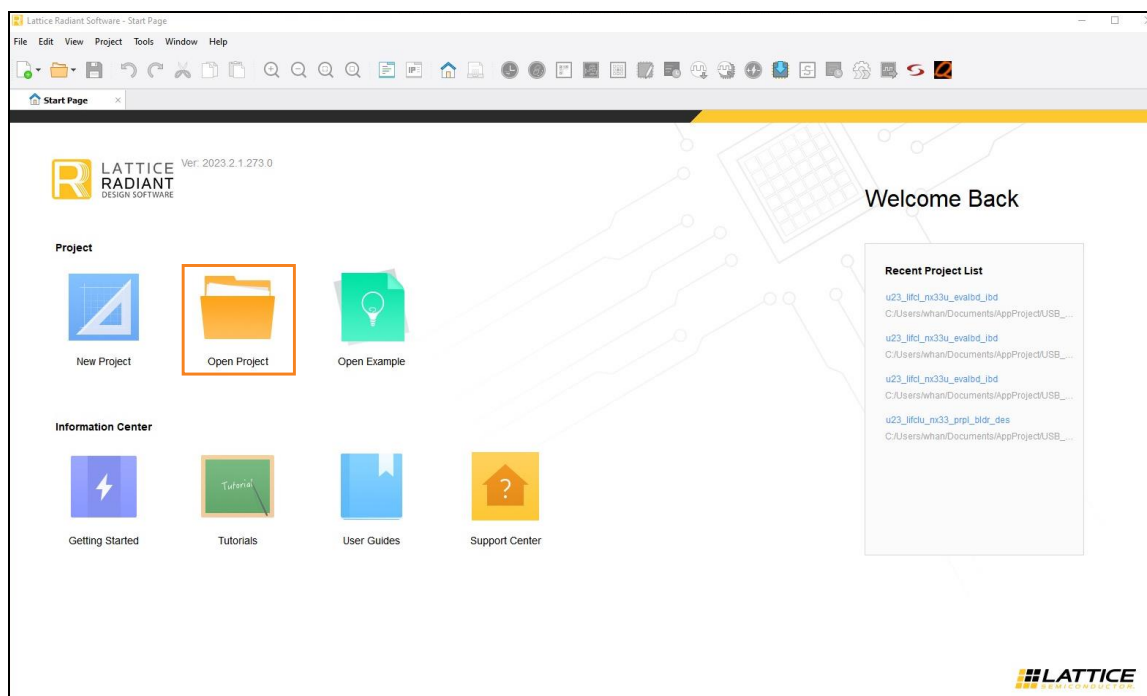 Lattice Radiant Software - Start Page
File Edit View Project Tools Window Help
Start Page
LATTICE
RADIANT
DESIGN SOFTWARE
Ver: 2023.2.1.273.0
Welcome Back
Project
New Project
Open Project
Open Example
Recent Project List
u23_lifcl_nx33u_evalbd_ibd
C:/Users/whan/Documents/AppProject/USB_...
u23_lifcl_nx33u_evalbd_ibd
C:/Users/whan/Documents/AppProject/USB_...
u23_lifcl_nx33u_evalbd_ibd
C:/Users/whan/Documents/AppProject/USB_...
u23_lifclu_nx33_prpl_bldr_des
C:/Users/whan/Documents/AppProject/USB_...
Information Center
Tutorial
Getting Started
Tutorials
User Guides
Support Center
LATTICE
SEMICONDUCTOR